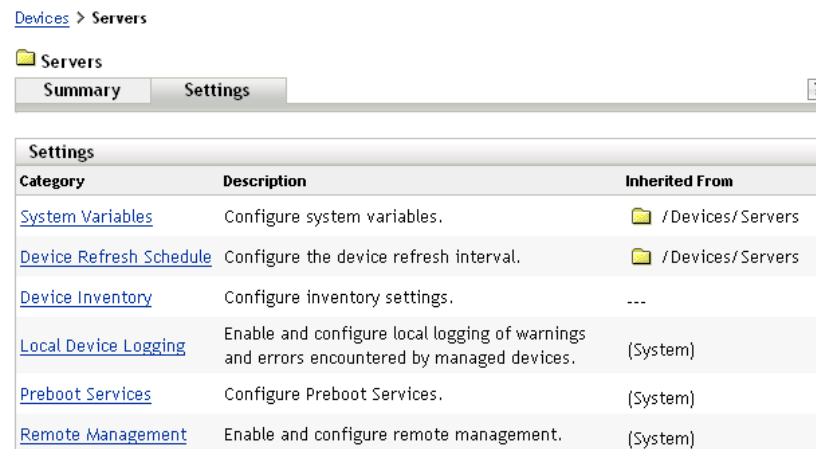 Devices > Servers
Servers
Summary Settings
Settings
Category Description Inherited From
System Variables Configure system variables. /Devices/Servers
Device Refresh Schedule Configure the device refresh interval. /Devices/Servers
Device Inventory Configure inventory settings. ---
Local Device Logging Enable and configure local logging of warnings
and errors encountered by managed devices. (System)
Preboot Services Configure Preboot Services. (System)
Remote Management Enable and configure remote management. (System)